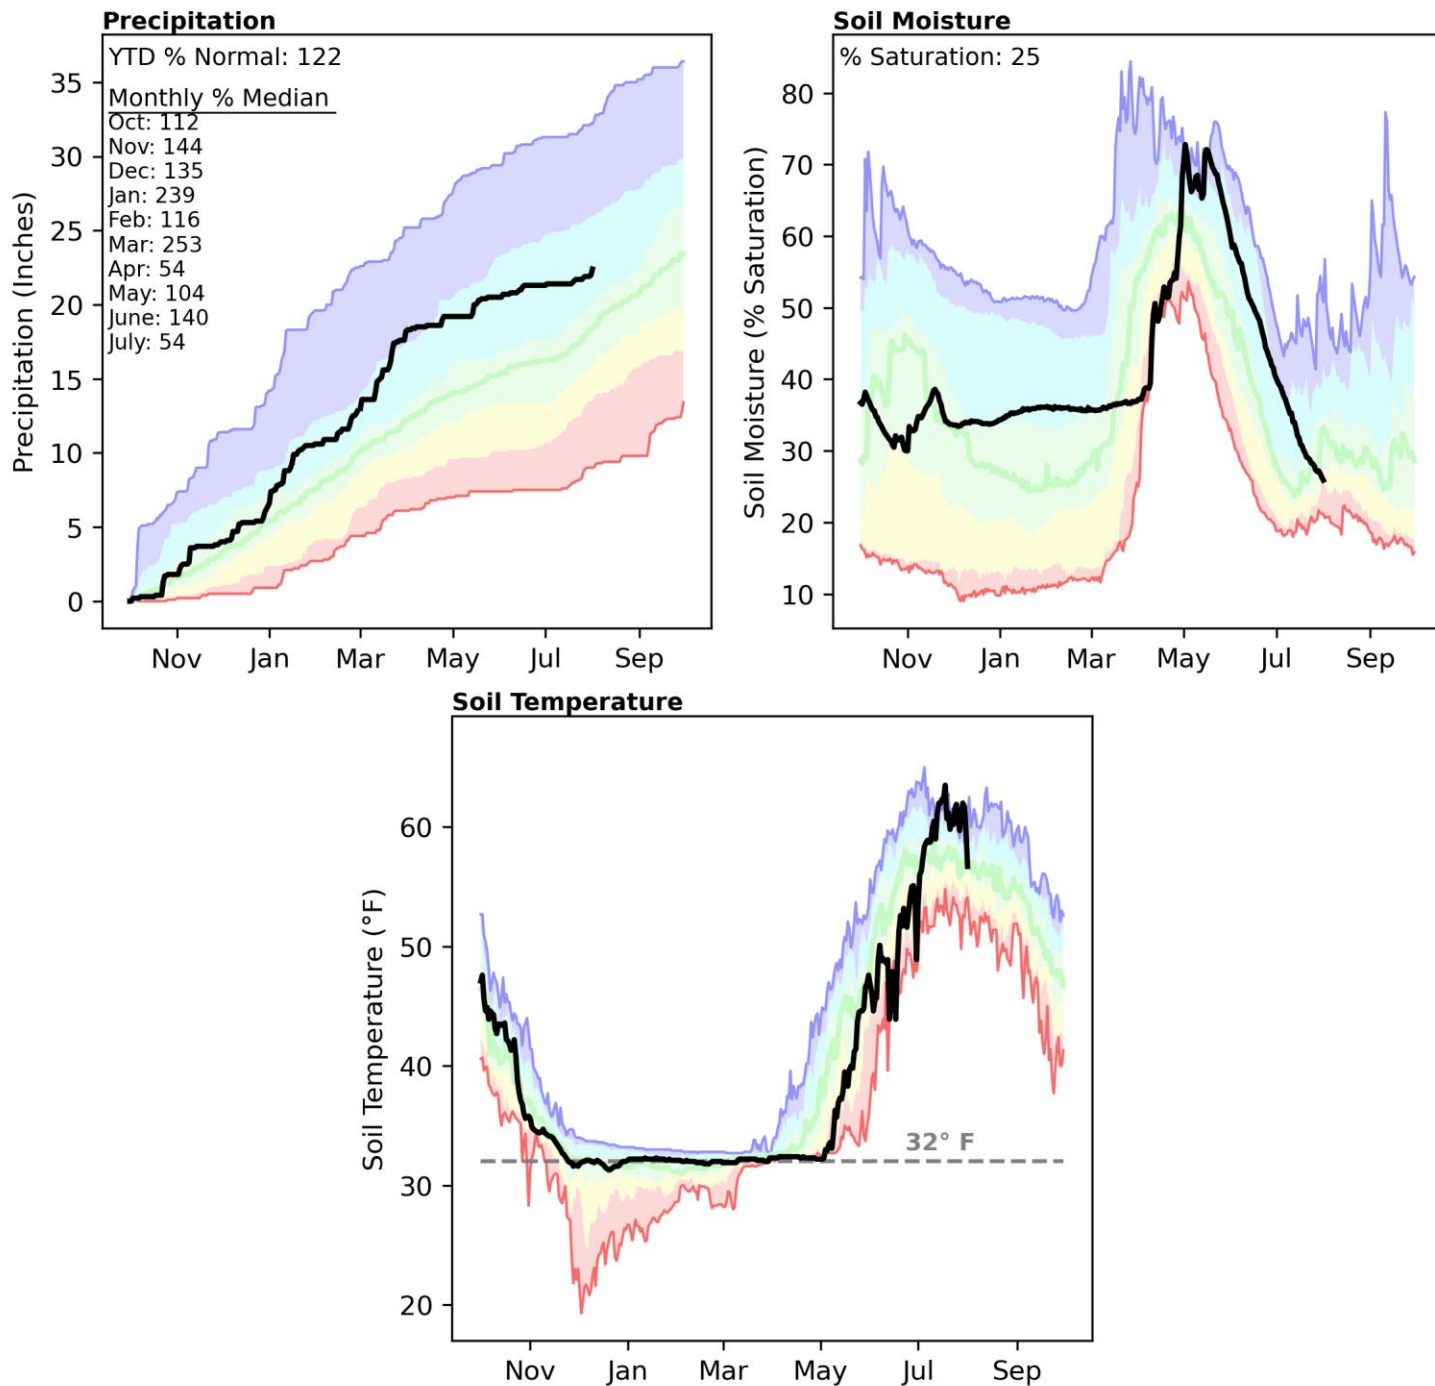 Precipitation
YTD % Normal: 122
Monthly % Median
Oct: 112
Nov: 144
Dec: 135
Jan: 239
Feb: 116
Mar: 253
Apr: 54
May: 104
June: 140
July: 54
Precipitation (Inches)
35
30
25
20
15
10
5
0
Nov Jan Mar May Jul Sep
Soil Moisture
% Saturation: 25
Soil Moisture (% Saturation)
80
70
60
50
40
30
20
10
Nov Jan Mar May Jul Sep
Soil Temperature
Soil Temperature (°F)
60
50
40
30
20
32° F
Nov Jan Mar May Jul Sep